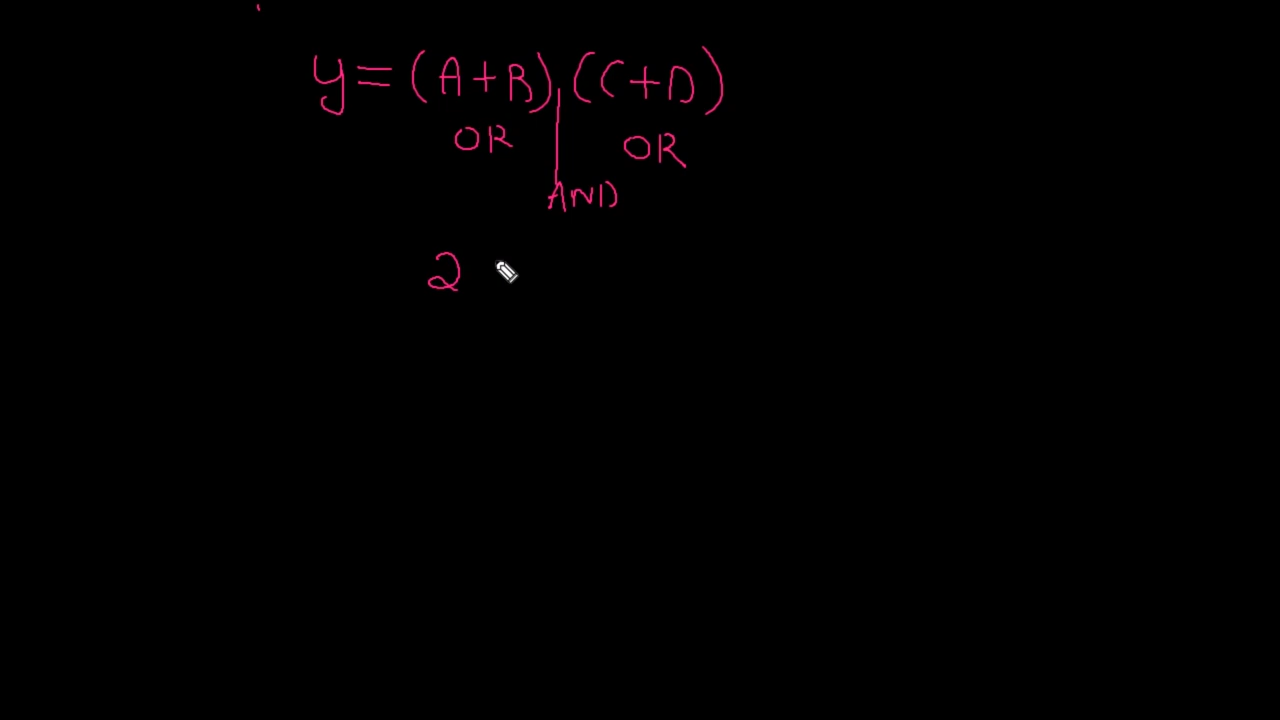 y = (A+B).(C+D)
OR OR
AND
2